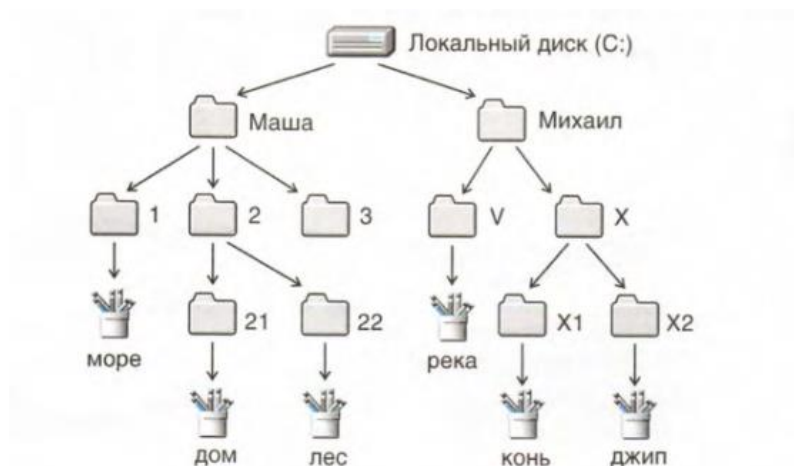 Локальный диск (C:)
Маша Михаил
1 2 3 V X
21 22 X1 X2
море река
дом лес конь джип